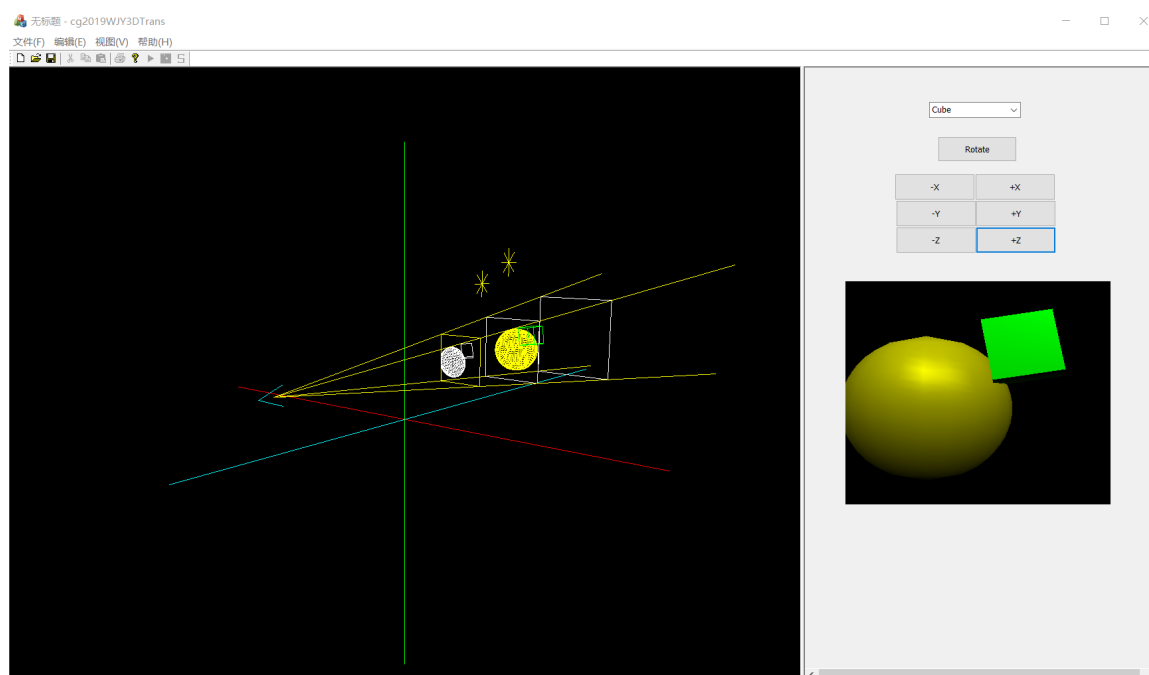 无标题 - cg2019WJY3DTrans
文件(F) 编辑(E) 视图(V) 帮助(H)
Cube
Rotate
-X +X
-Y +Y
-Z +Z